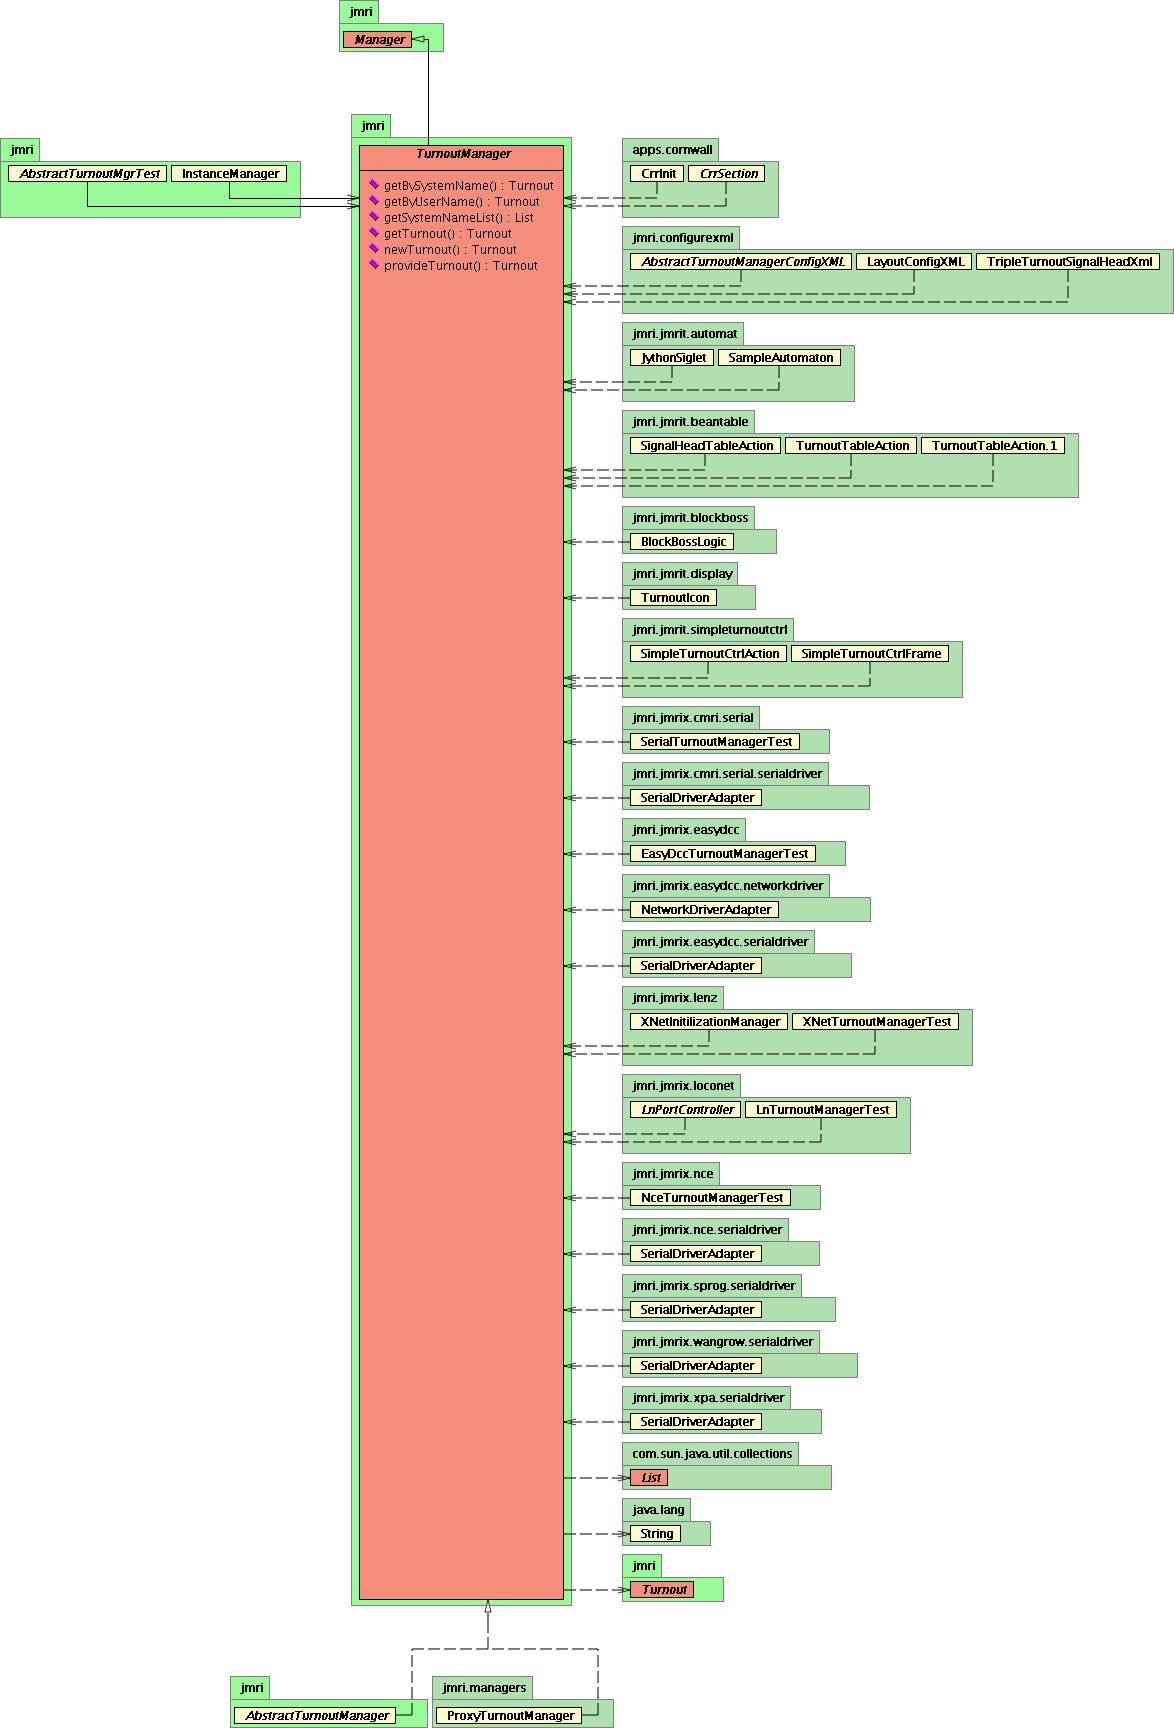 jmri
Manager
jmri
TurnoutManager
getBySystemName() : Turnout
getByUserName() : Turnout
getSystemNameList() : List
getTurnout() : Turnout
newTurnout() : Turnout
provideTurnout() : Turnout
jmri
AbstractTurnoutMgrTest InstanceManager
apps.cornwall
CrrInit CrrSection
jmri.configurexml
AbstractTurnoutManagerConfigXML LayoutConfigXML TripleTurnoutSignalHeadXml
jmri.jmrit.automat
JythonSiglet SampleAutomaton
jmri.jmrit.beantable
SignalHeadTableAction TurnoutTableAction TurnoutTableAction.1
jmri.jmrit.blockboss
BlockBossLogic
jmri.jmrit.display
TurnoutIcon
jmri.jmrit.simpleturnoutctrl
SimpleTurnoutCtrlAction SimpleTurnoutCtrlFrame
jmri.jmrix.cmri.serial
SerialTurnoutManagerTest
jmri.jmrix.cmri.serial.serialdriver
SerialDriverAdapter
jmri.jmrix.easydcc
EasyDccTurnoutManagerTest
jmri.jmrix.easydcc.networkdriver
NetworkDriverAdapter
jmri.jmrix.easydcc.serialdriver
SerialDriverAdapter
jmri.jmrix.lenz
XNetInitilizationManager XNetTurnoutManagerTest
jmri.jmrix.loconet
LnPortController LnTurnoutManagerTest
jmri.jmrix.nce
NceTurnoutManagerTest
jmri.jmrix.nce.serialdriver
SerialDriverAdapter
jmri.jmrix.sprog.serialdriver
SerialDriverAdapter
jmri.jmrix.wangrow.serialdriver
SerialDriverAdapter
jmri.jmrix.xpa.serialdriver
SerialDriverAdapter
com.sun.java.util.collections
List
java.lang
String
jmri
Turnout
jmri
AbstractTurnoutManager
jmri.managers
ProxyTurnoutManager